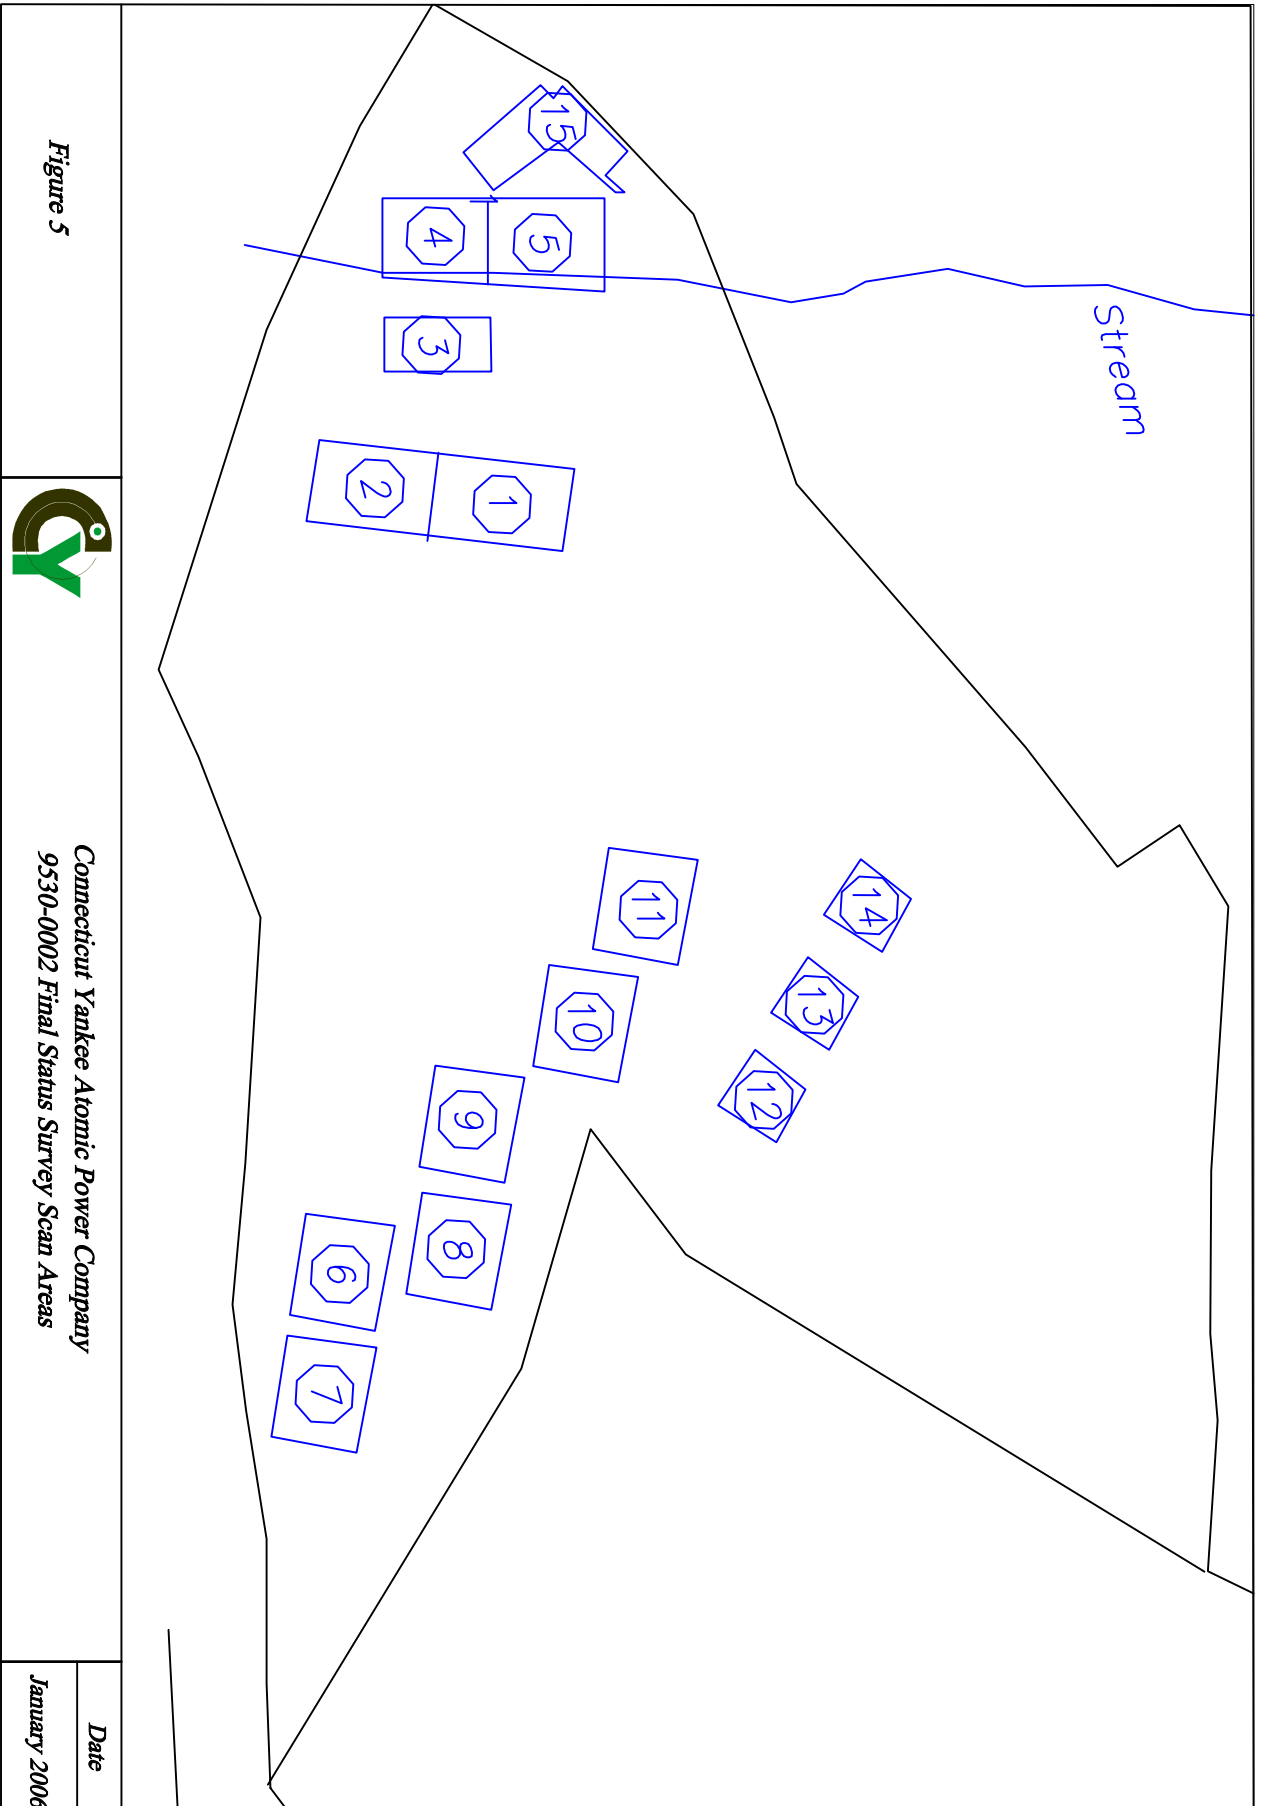 Stream
15
5
4
3
1
2
14
13
12
11
10
9
8
6
7
Figure 5
CY
Connecticut Yankee Atomic Power Company
9530-0002 Final Status Survey Scan Areas
Date
January 2006